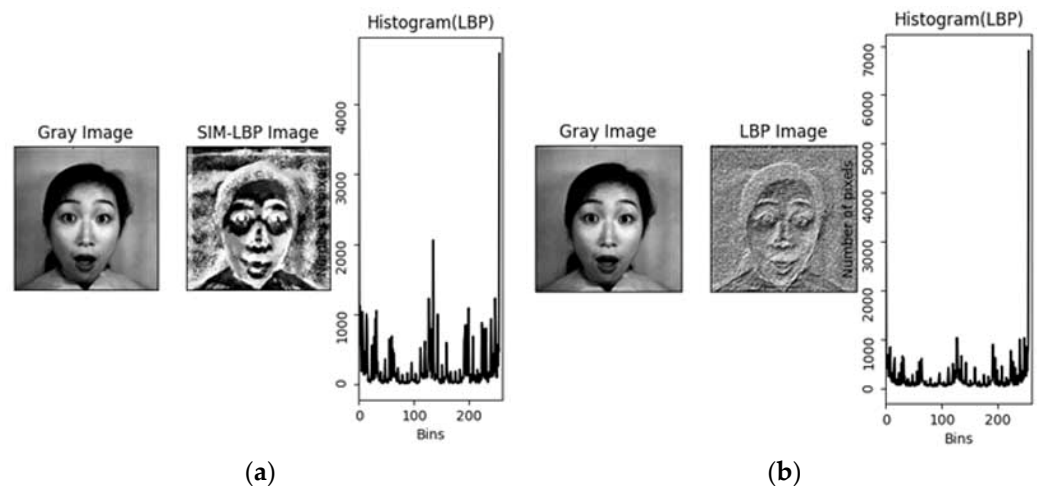 Histogram(LBP)
Gray Image
SIM-LBP Image
4000
3000
2000
1000
0
0 100 200
Bins
(a)
Histogram(LBP)
Gray Image
LBP Image
Number of pixels
7000
6000
5000
4000
3000
2000
1000
0
0 100 200
Bins
(b)